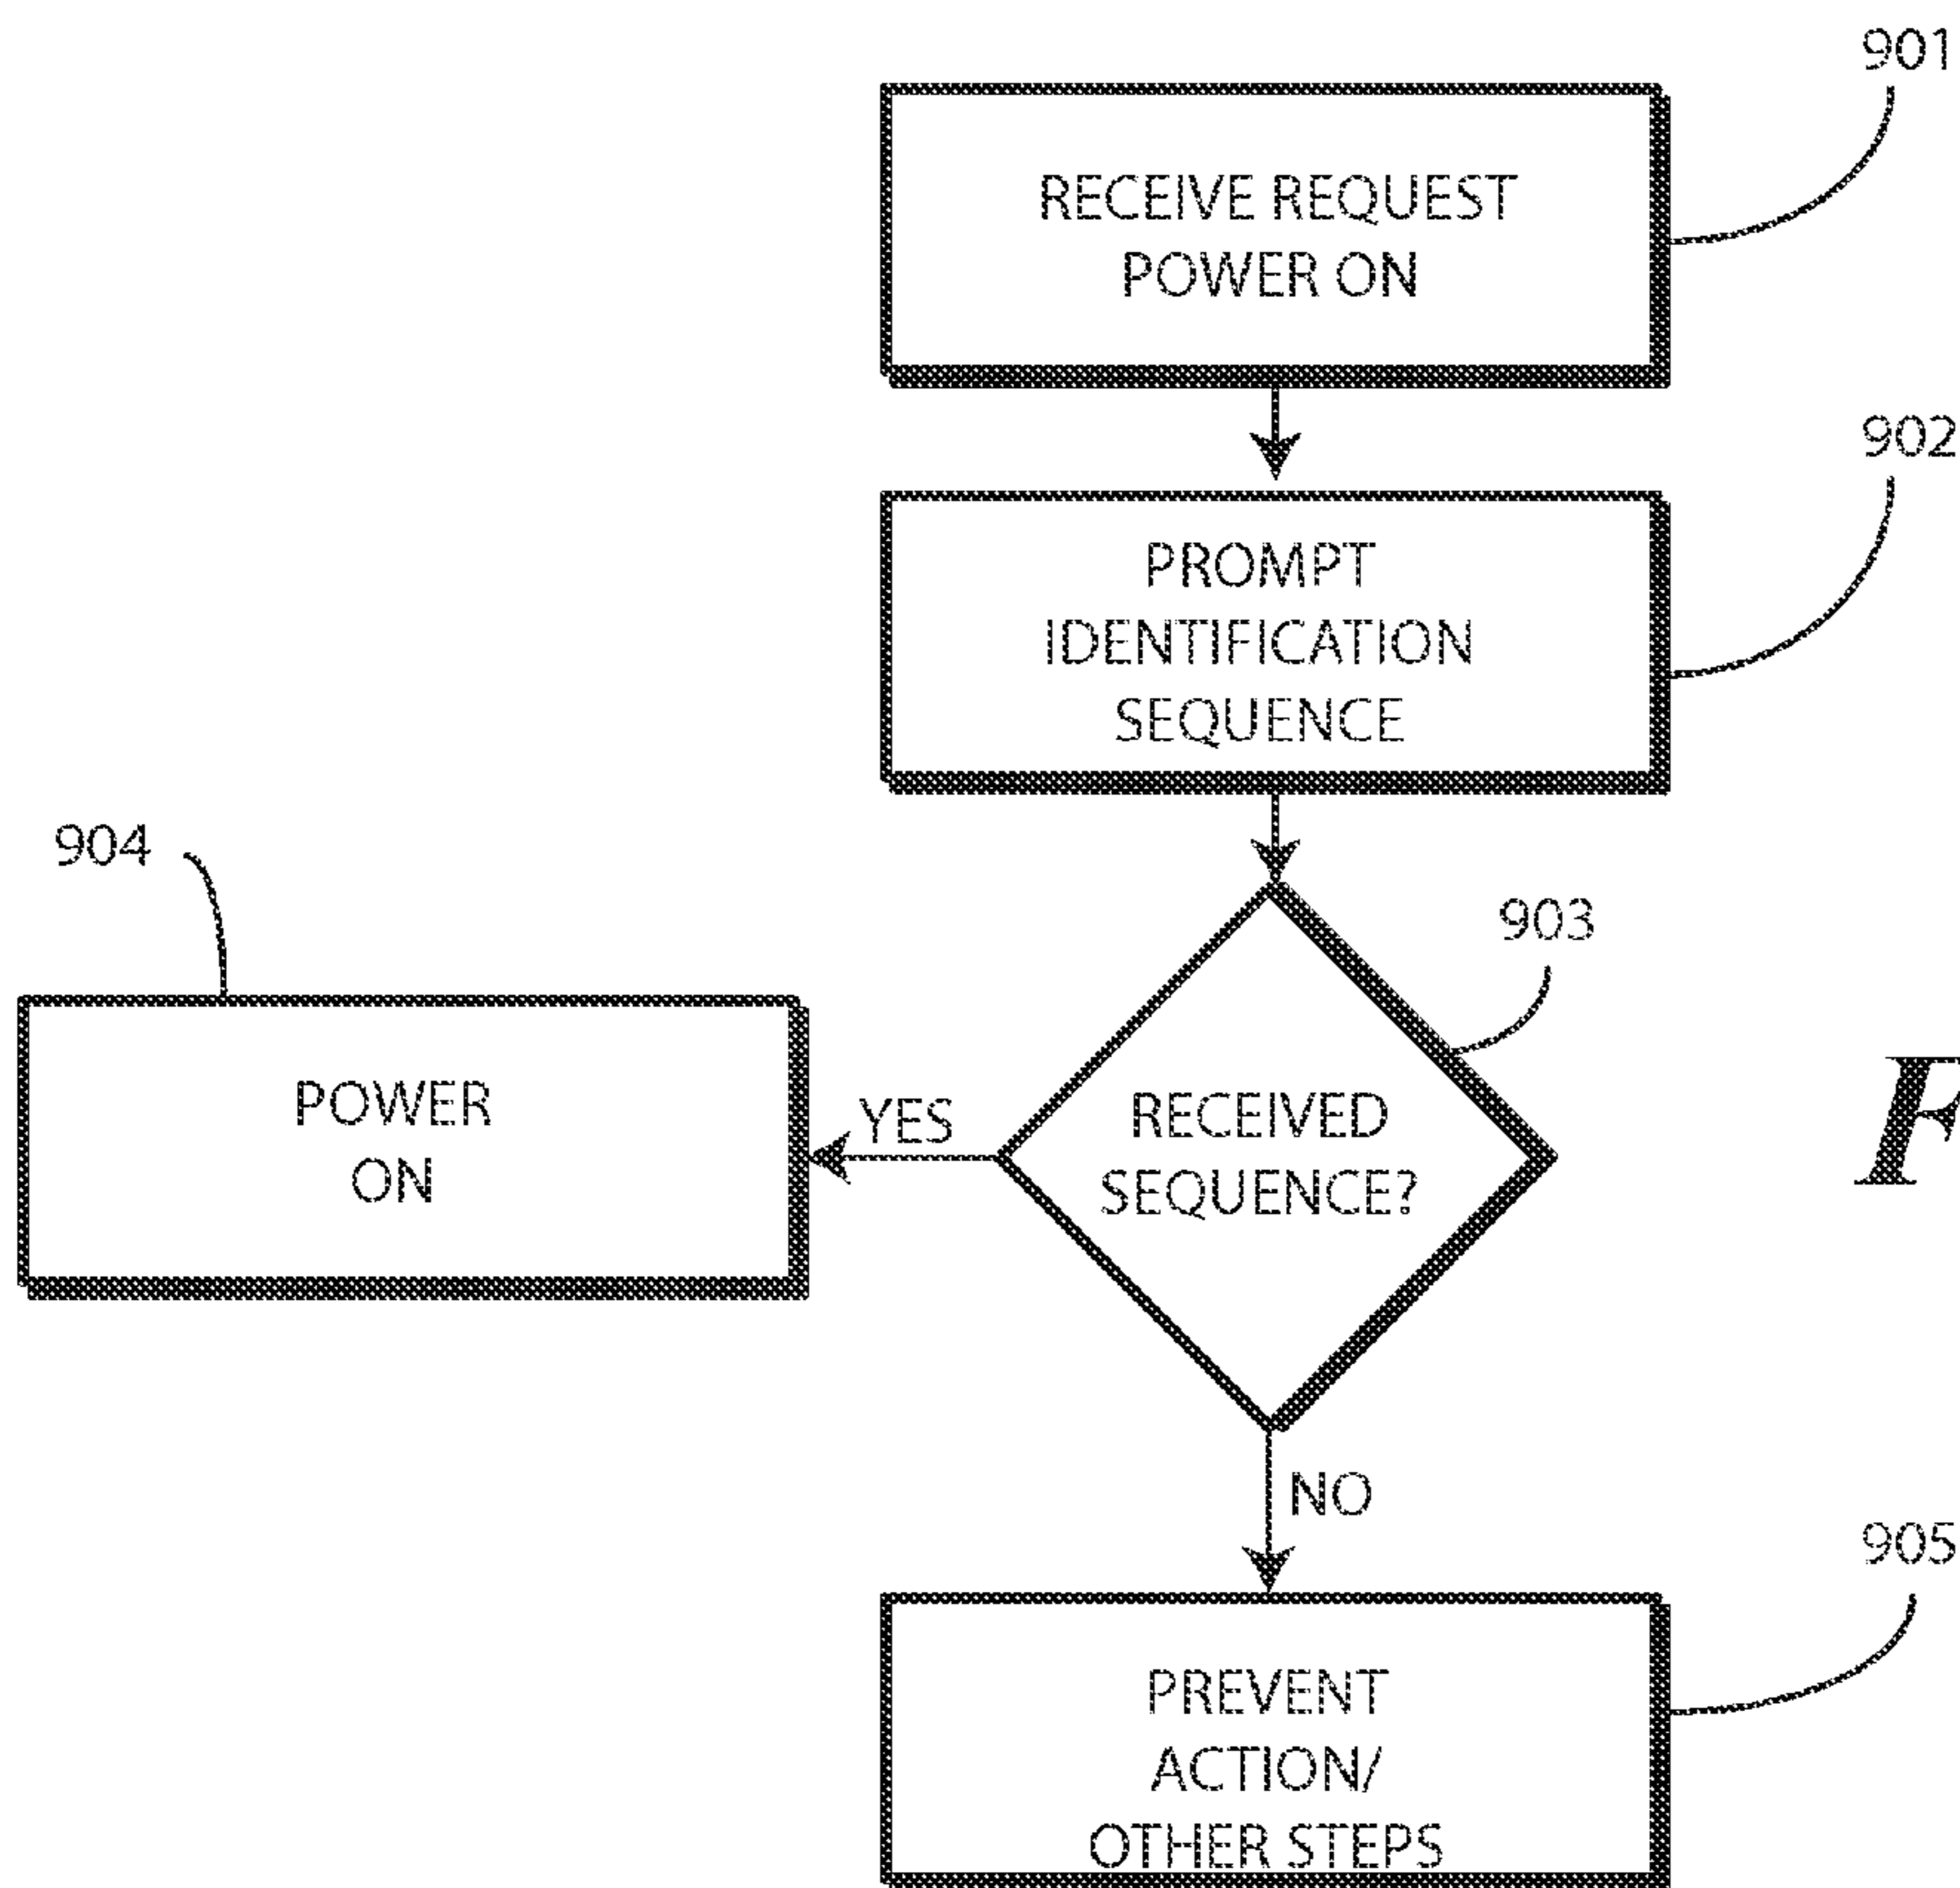 901
RECEIVE REQUEST
POWER ON
902
PROMPT
IDENTIFICATION
SEQUENCE
904
903
POWER
ON
YES
RECEIVED
SEQUENCE?
F
NO
905
PREVENT
ACTION/
OTHER STEPS